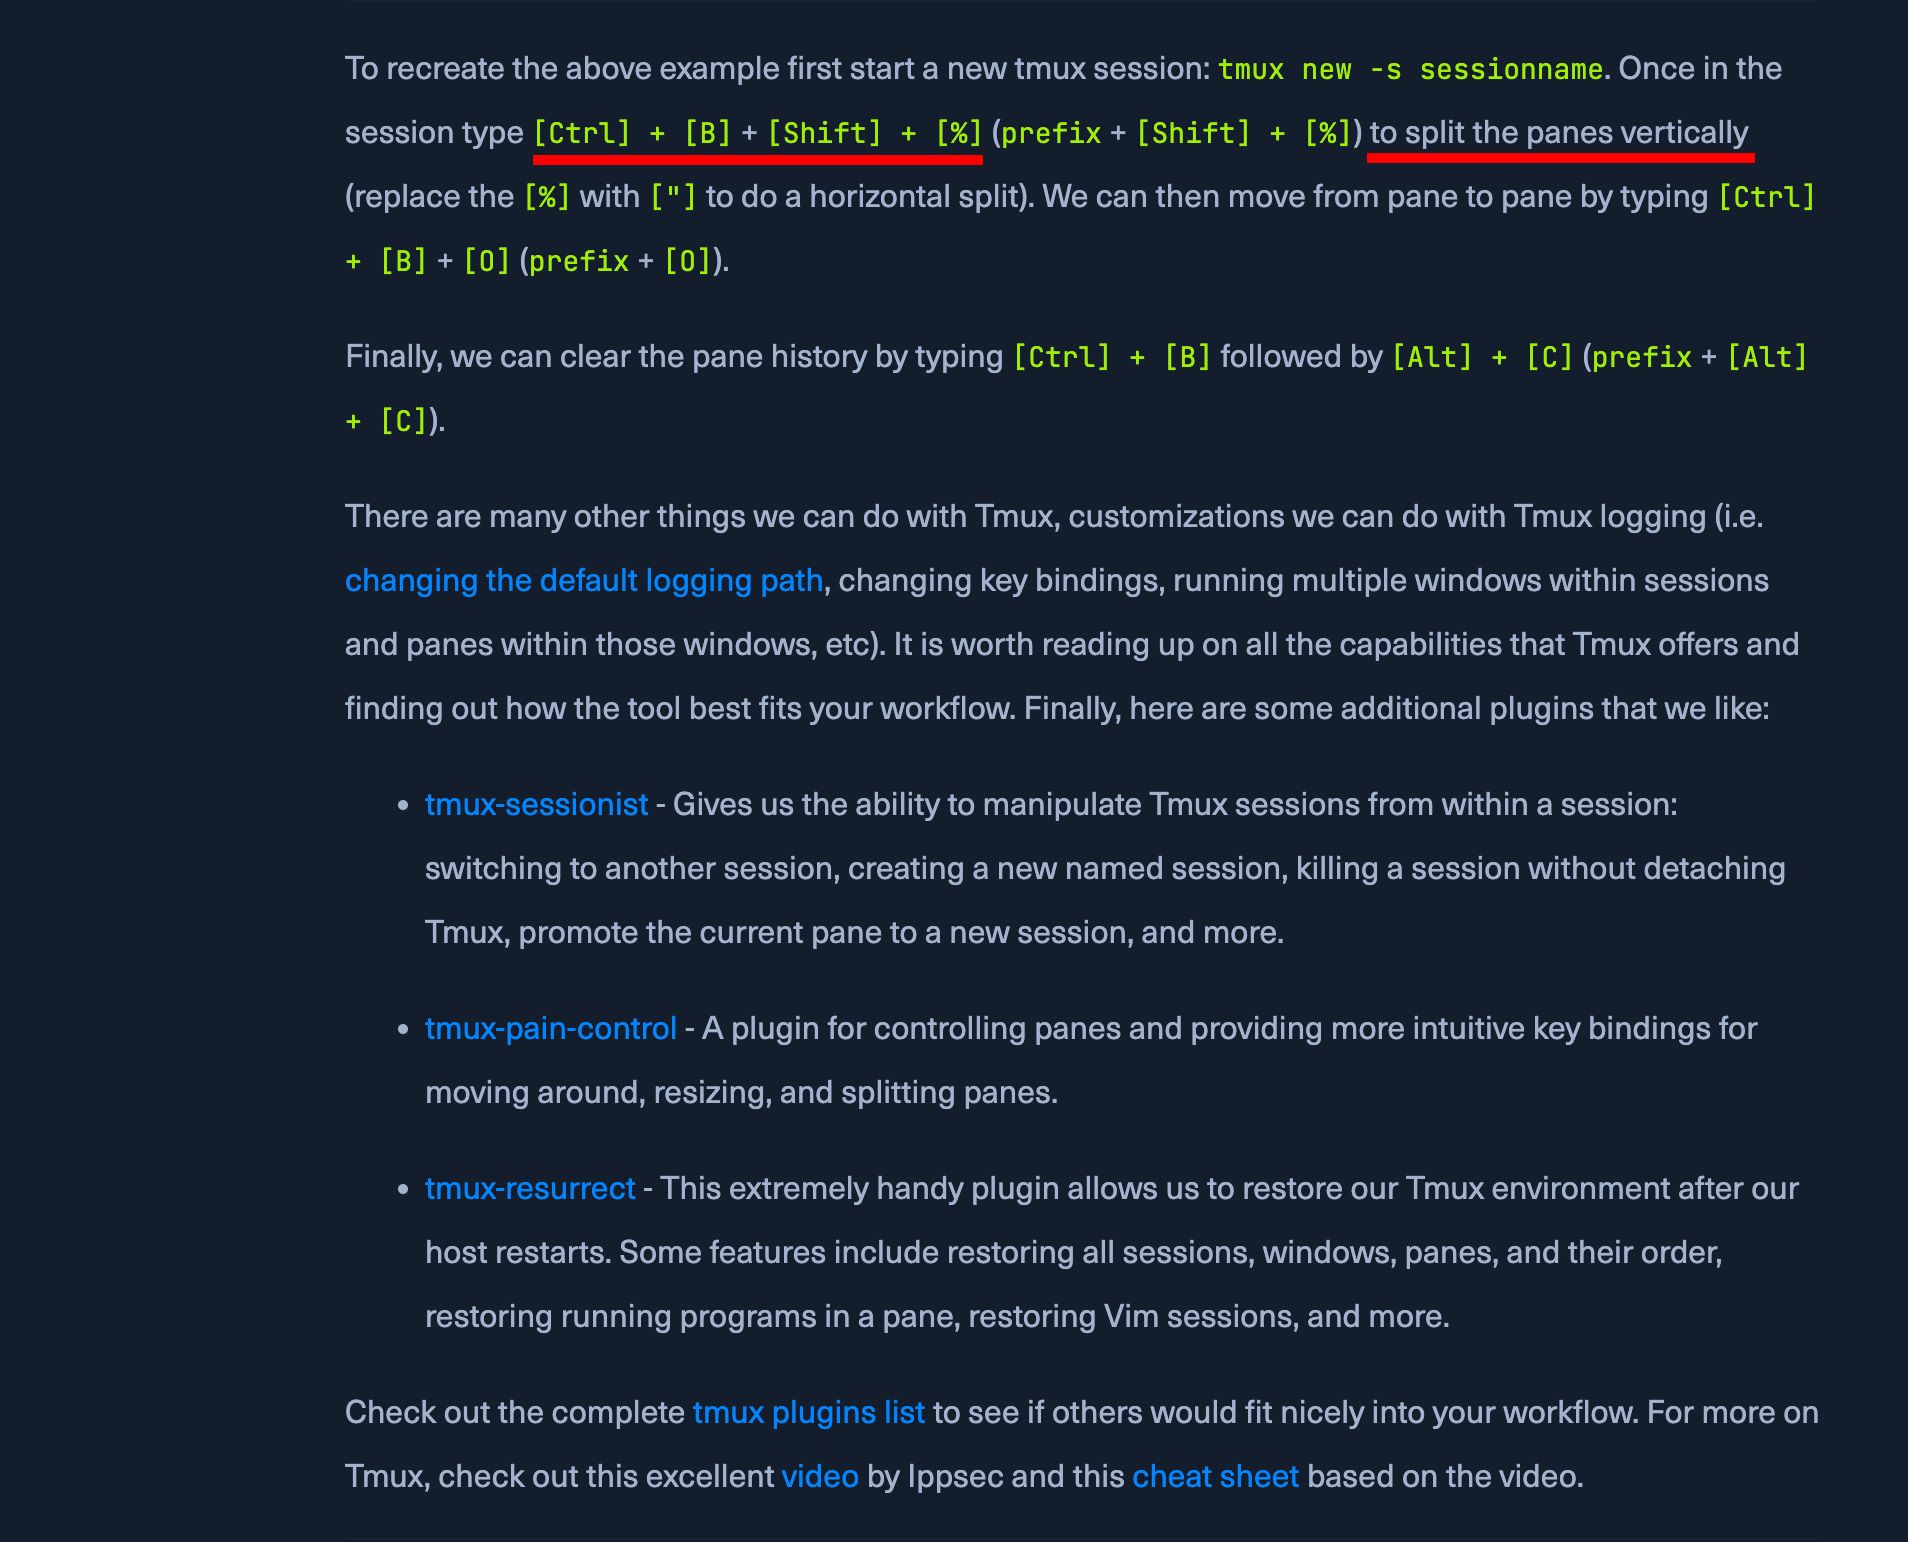 To recreate the above example first start a new tmux session: tmux new -s sessionname. Once in the
session type [Ctrl] + [B] + [Shift] + [%] (prefix + [Shift] + [%]) to split the panes vertically
(replace the [%] with ["] to do a horizontal split). We can then move from pane to pane by typing [Ctrl]
+ [B] + [O] (prefix + [O]).
Finally, we can clear the pane history by typing [Ctrl] + [B] followed by [Alt] + [C] (prefix + [Alt]
+ [C]).
There are many other things we can do with Tmux, customizations we can do with Tmux logging (i.e.
changing the default logging path, changing key bindings, running multiple windows within sessions
and panes within those windows, etc). It is worth reading up on all the capabilities that Tmux offers and
finding out how the tool best fits your workflow. Finally, here are some additional plugins that we like:
• tmux-sessionist - Gives us the ability to manipulate Tmux sessions from within a session:
switching to another session, creating a new named session, killing a session without detaching
Tmux, promote the current pane to a new session, and more.
• tmux-pain-control - A plugin for controlling panes and providing more intuitive key bindings for
moving around, resizing, and splitting panes.
• tmux-resurrect - This extremely handy plugin allows us to restore our Tmux environment after our
host restarts. Some features include restoring all sessions, windows, panes, and their order,
restoring running programs in a pane, restoring Vim sessions, and more.
Check out the complete tmux plugins list to see if others would fit nicely into your workflow. For more on
Tmux, check out this excellent video by Ippsec and this cheat sheet based on the video.